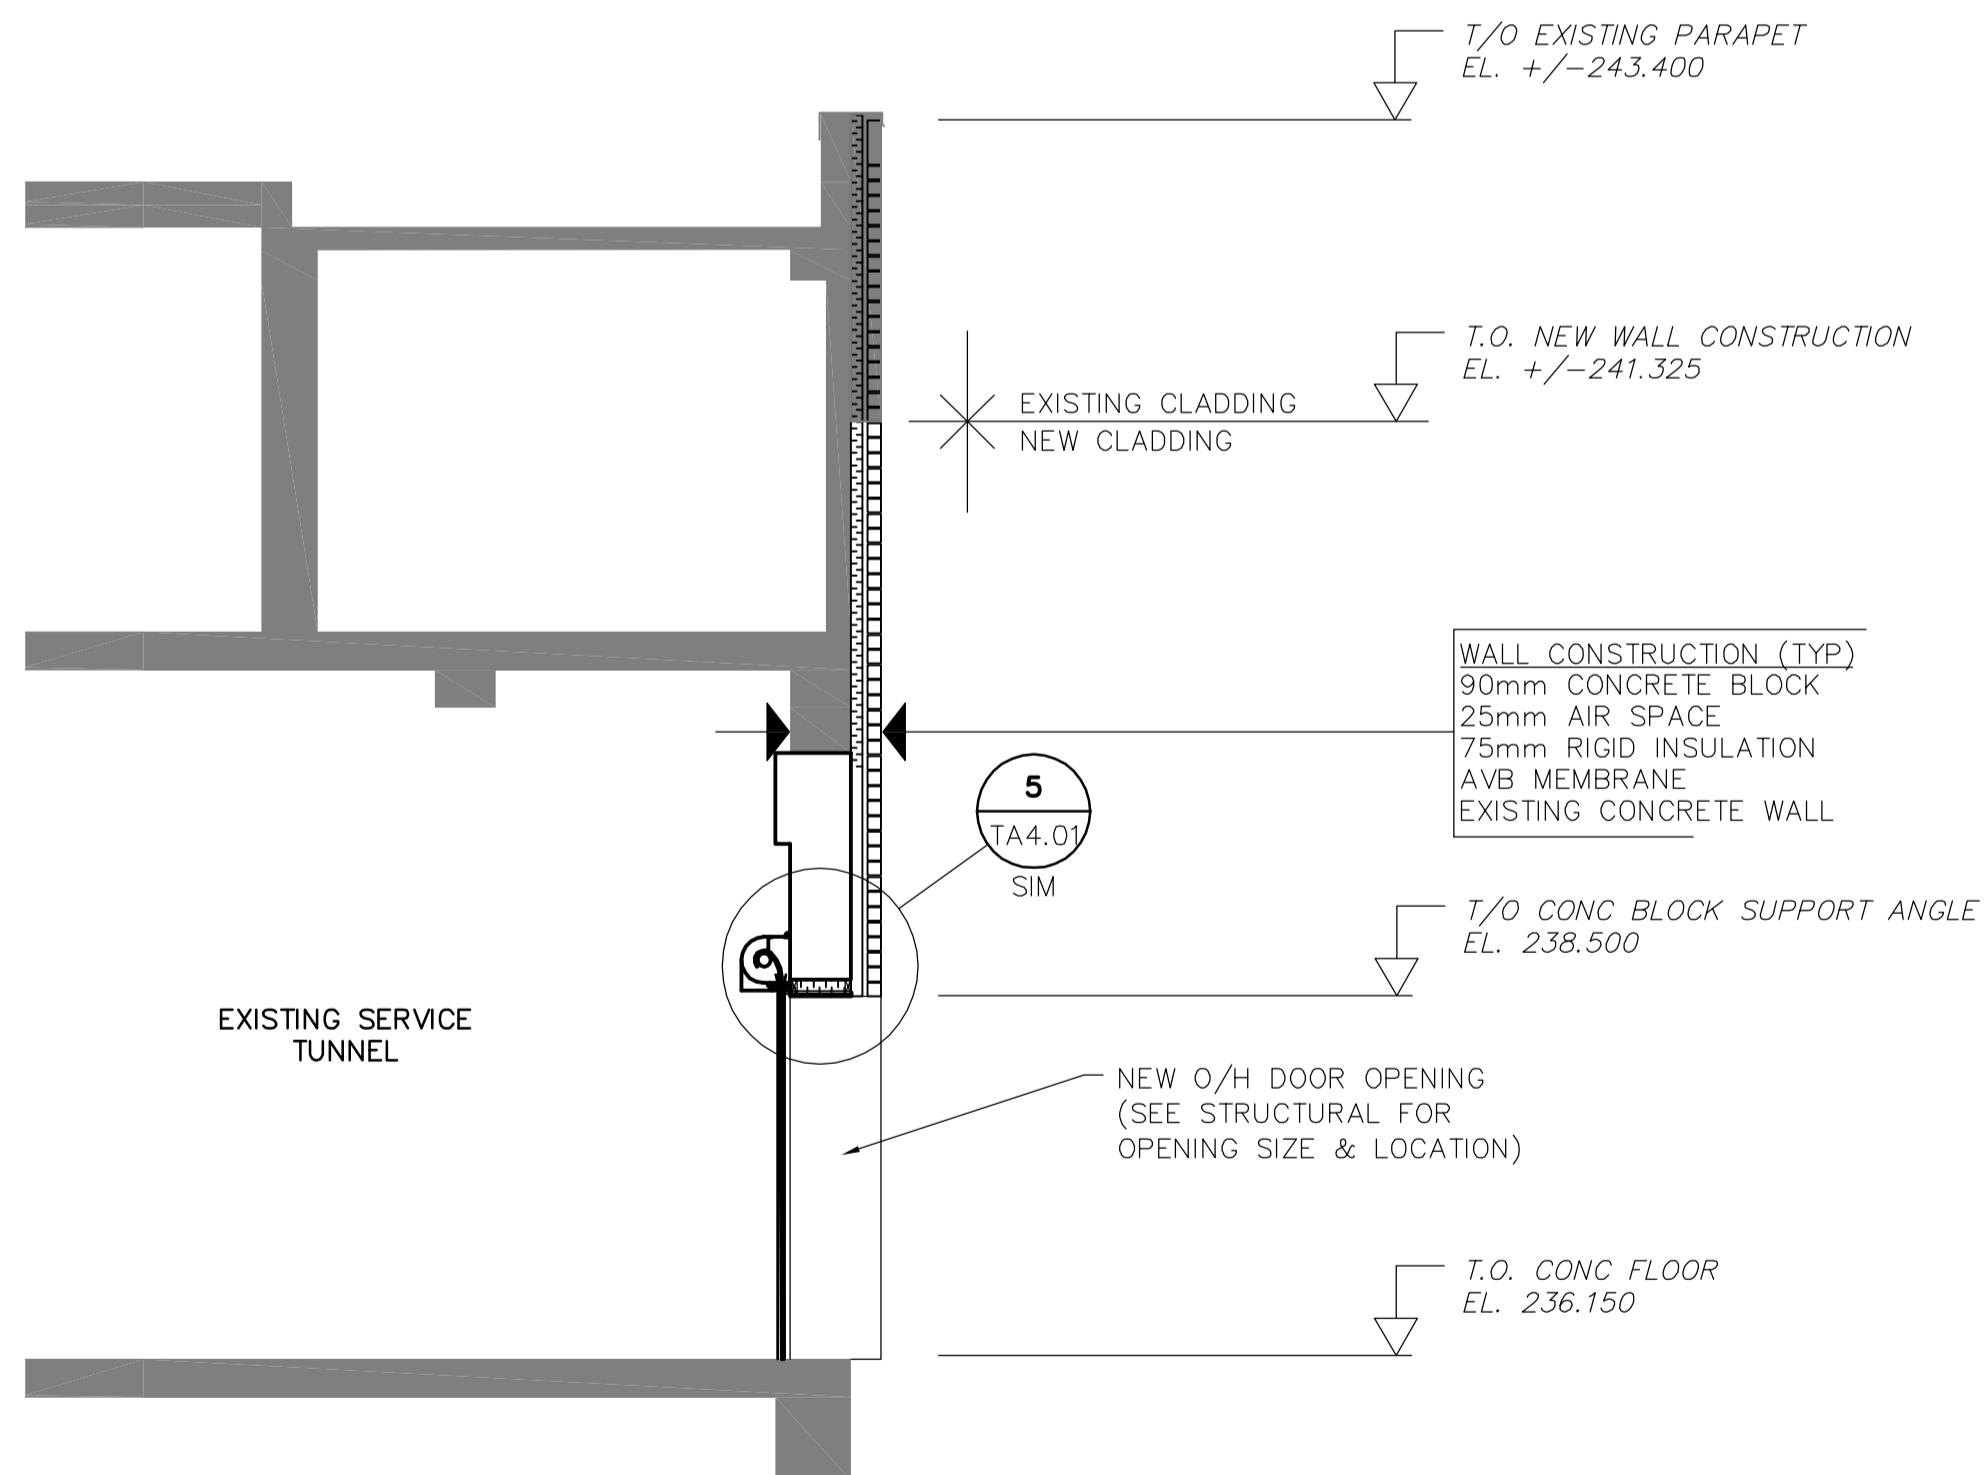 T/O EXISTING PARAPET
EL. +/-243.400
T.O. NEW WALL CONSTRUCTION
EL. +/-241.325
EXISTING CLADDING
NEW CLADDING
WALL CONSTRUCTION (TYP)
90mm CONCRETE BLOCK
25mm AIR SPACE
75mm RIGID INSULATION
AVB MEMBRANE
EXISTING CONCRETE WALL
5
TA4.01
SIM
T/O CONC BLOCK SUPPORT ANGLE
EL. 238.500
EXISTING SERVICE
TUNNEL
NEW O/H DOOR OPENING
(SEE STRUCTURAL FOR
OPENING SIZE & LOCATION)
T.O. CONC FLOOR
EL. 236.150